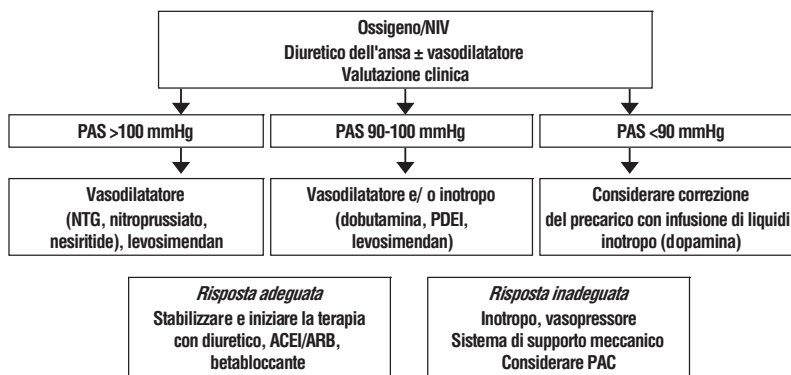 Ossigeno/NIV
Diuretico dell'ansa ± vasodilatatore
Valutazione clinica
PAS >100 mmHg
PAS 90-100 mmHg
PAS <90 mmHg
Vasodilatatore
(NTG, nitroprussiato,
nesiritide), levosimendan
Vasodilatatore e/ o inotropo
(dobutamina, PDEI,
levosimendan)
Considerare correzione
del precarico con infusione di liquidi
inotropo (dopamina)
Risposta adeguata
Stabilizzare e iniziare la terapia
con diuretico, ACEI/ARB,
betabloccante
Risposta inadeguata
Inotropo, vasopressore
Sistema di supporto meccanico
Considerare PAC